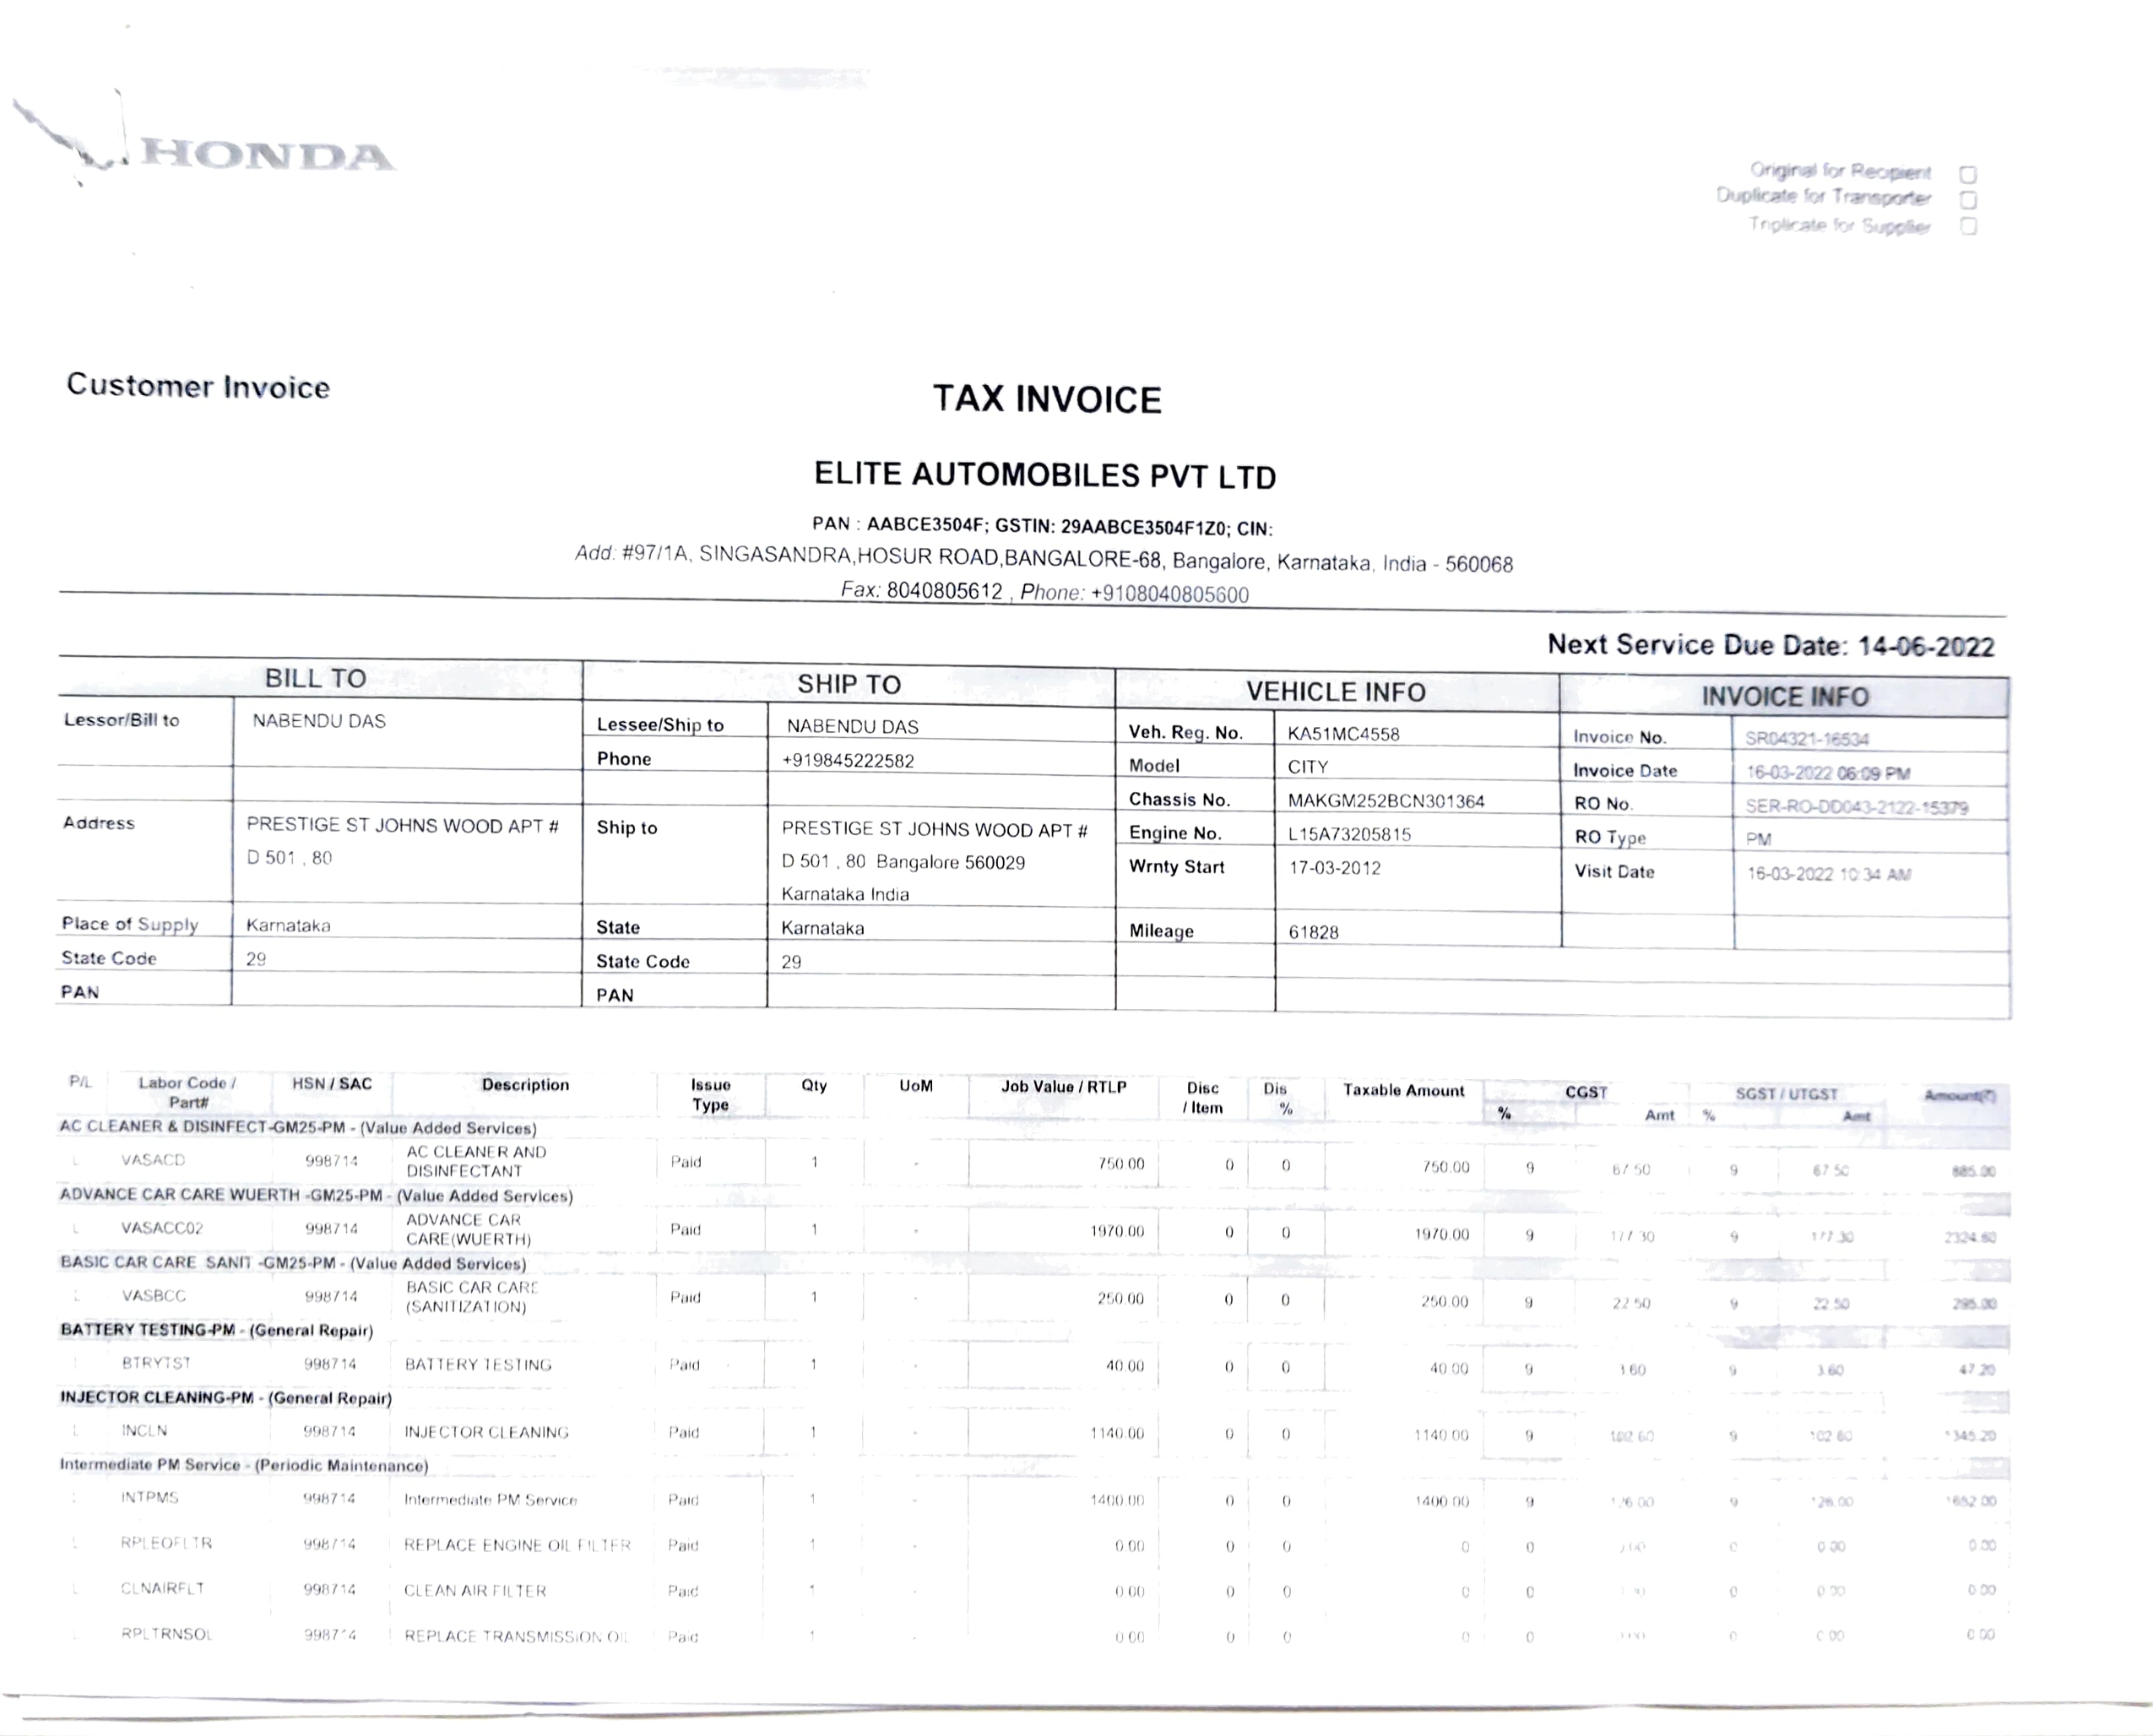 HONDA
Original for Recipient
Duplicate for Transporter
Triplicate for Supplier
Customer Invoice
TAX INVOICE
ELITE AUTOMOBILES PVT LTD
PAN : AABCE3504F; GSTIN: 29AABCE3504F1Z0; CIN:
Add: #97/1A, SINGASANDRA,HOSUR ROAD,BANGALORE-68, Bangalore, Karnataka, India - 560068
Fax: 8040805612 , Phone: +9108040805600
Next Service Due Date: 14-06-2022
BILL TO SHIP TO VEHICLE INFO INVOICE INFO
Lessor/Bill to NABENDU DAS Lessee/Ship to NABENDU DAS Veh. Reg. No. KA51MC4558 Invoice No. SR04321-16534
Phone +919845222582 Model CITY Invoice Date 16-03-2022 06:09 PM
Chassis No. MAKGM252BCN301364 RO No. SER-RO-DD043-2122-15379
Address PRESTIGE ST JOHNS WOOD APT # Ship to PRESTIGE ST JOHNS WOOD APT # Engine No. L15A73205815 RO Type PM
D 501 , 80 D 501 , 80 Bangalore 560029 Wrnty Start 17-03-2012 Visit Date 16-03-2022 10:34 AM
Karnataka India
Place of Supply Karnataka State Karnataka Mileage 61828
State Code 29 State Code 29
PAN PAN
P/L Labor Code / HSN / SAC Description Issue Qty UoM Job Value / RTLP Disc Dis Taxable Amount CGST SGST / UTGST Amount(₹)
Part# Type / Item % % Amt % Amt
AC CLEANER & DISINFECT-GM25-PM - (Value Added Services)
L VASACD 998714 AC CLEANER AND Paid 1 - 750.00 0 0 750.00 9 67.50 9 67.50 885.00
DISINFECTANT
ADVANCE CAR CARE WUERTH -GM25-PM - (Value Added Services)
L VASACC02 998714 ADVANCE CAR Paid 1 - 1970.00 0 0 1970.00 9 177.30 9 177.30 2324.60
CARE(WUERTH)
BASIC CAR CARE SANIT -GM25-PM - (Value Added Services)
L VASBCC 998714 BASIC CAR CARE Paid 1 - 250.00 0 0 250.00 9 22.50 9 22.50 295.00
(SANITIZATION)
BATTERY TESTING-PM - (General Repair)
BTRYTST 998714 BATTERY TESTING Paid 1 - 40.00 0 0 40.00 9 3.60 9 3.60 47.20
INJECTOR CLEANING-PM - (General Repair)
L INCLN 998714 INJECTOR CLEANING Paid 1 - 1140.00 0 0 1140.00 9 102.60 9 102.60 1345.20
Intermediate PM Service - (Periodic Maintenance)
INTPMS 998714 Intermediate PM Service Paid 1 - 1400.00 0 0 1400.00 9 126.00 9 126.00 1652.00
L RPLEOFLTR 998714 REPLACE ENGINE OIL FILTER Paid 1 - 0.00 0 0 0 0 0 0.00 0.00
L CLNAIRFLT 998714 CLEAN AIR FILTER Paid 1 - 0.00 0 0 0 0 0 0.00 0.00
L RPLTRNSOL 998714 REPLACE TRANSMISSION OIL Paid 1 - 0.00 0 0 0 0 0 0.00 0.00